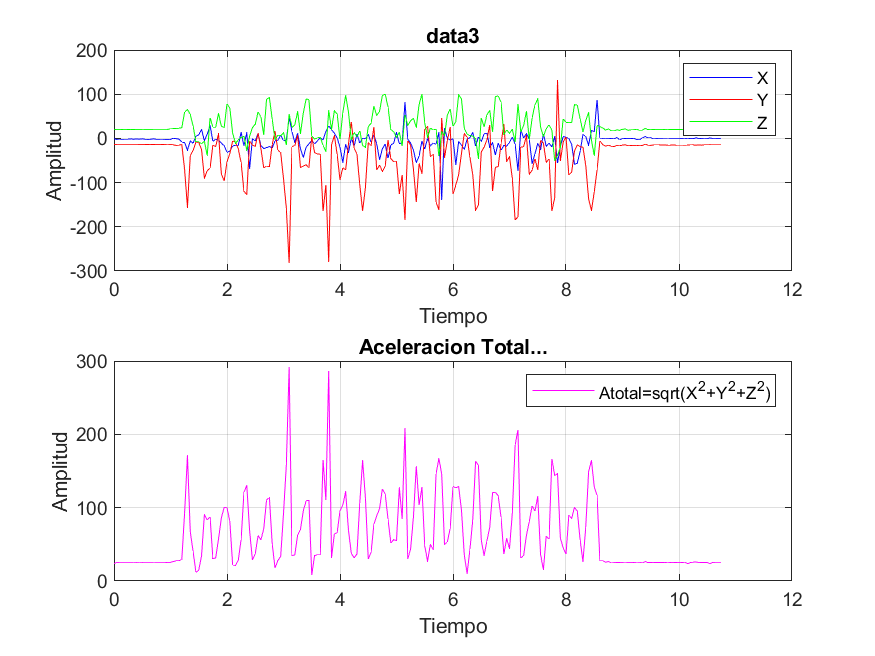 data3
200
100
0
-100
-200
-300
Amplitud
X
Y
Z
0 2 4 6 8 10 12
Tiempo
Aceleracion Total...
300
200
100
0
Amplitud
Atotal=sqrt(X²+Y²+Z²)
0 2 4 6 8 10 12
Tiempo